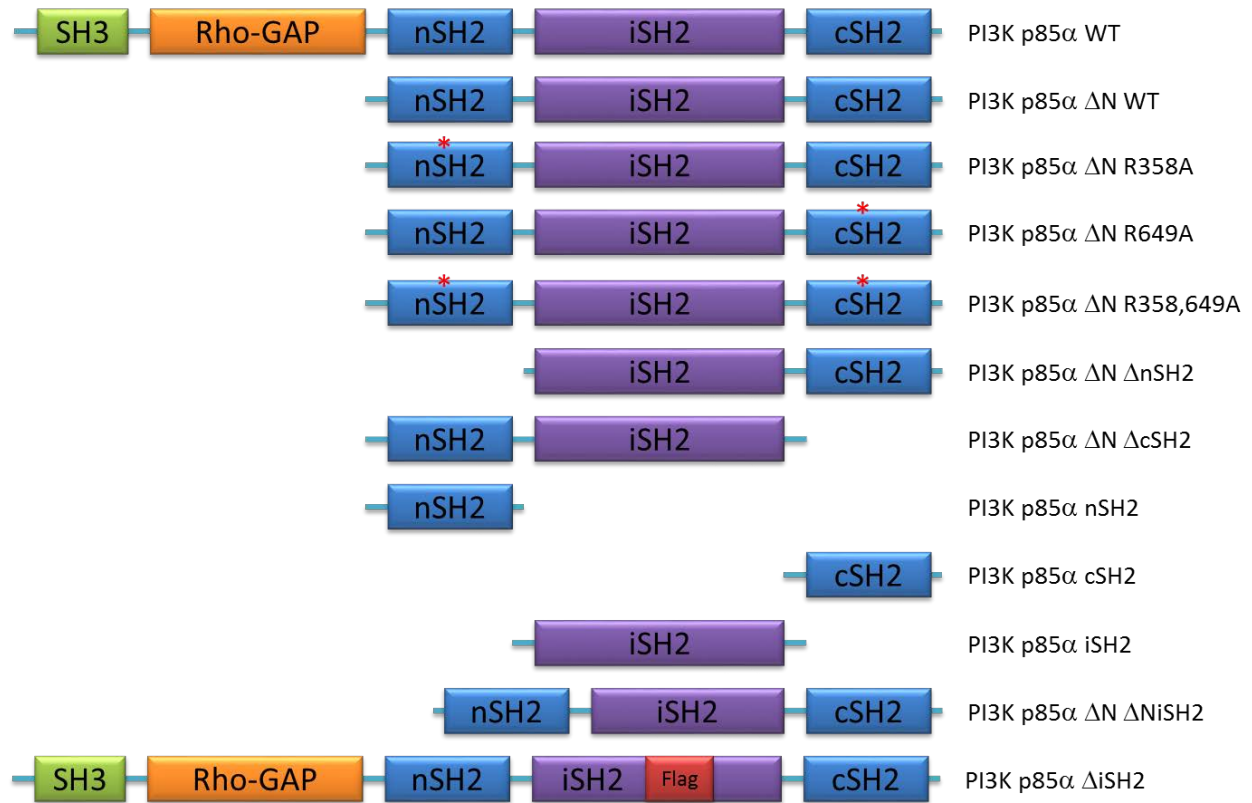 SH3 Rho-GAP nSH2 iSH2 cSH2 PI3K p85α WT
nSH2 iSH2 cSH2 PI3K p85α ΔN WT
* nSH2 iSH2 cSH2 PI3K p85α ΔN R358A
nSH2 iSH2 * cSH2 PI3K p85α ΔN R649A
* nSH2 iSH2 * cSH2 PI3K p85α ΔN R358,649A
iSH2 cSH2 PI3K p85α ΔN ΔnSH2
nSH2 iSH2 PI3K p85α ΔN ΔcSH2
nSH2 PI3K p85α nSH2
cSH2 PI3K p85α cSH2
iSH2 PI3K p85α iSH2
nSH2 iSH2 cSH2 PI3K p85α ΔN ΔNiSH2
SH3 Rho-GAP nSH2 iSH2 Flag cSH2 PI3K p85α ΔiSH2